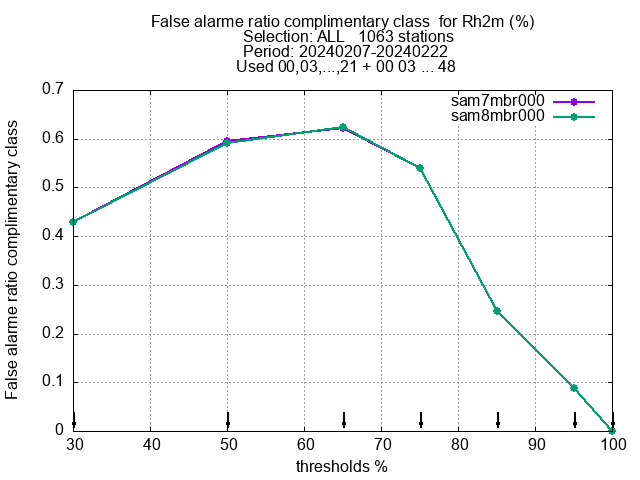 False alarme ratio complimentary class  for Rh2m (%)
Selection: ALL   1063 stations
Period: 20240207-20240222
Used 00,03,...,21 + 00 03 ... 48
sam7mbr000
sam8mbr000
False alarme ratio complimentary class
0.7
0.6
0.5
0.4
0.3
0.2
0.1
0
30 40 50 60 70 80 90 100
thresholds %